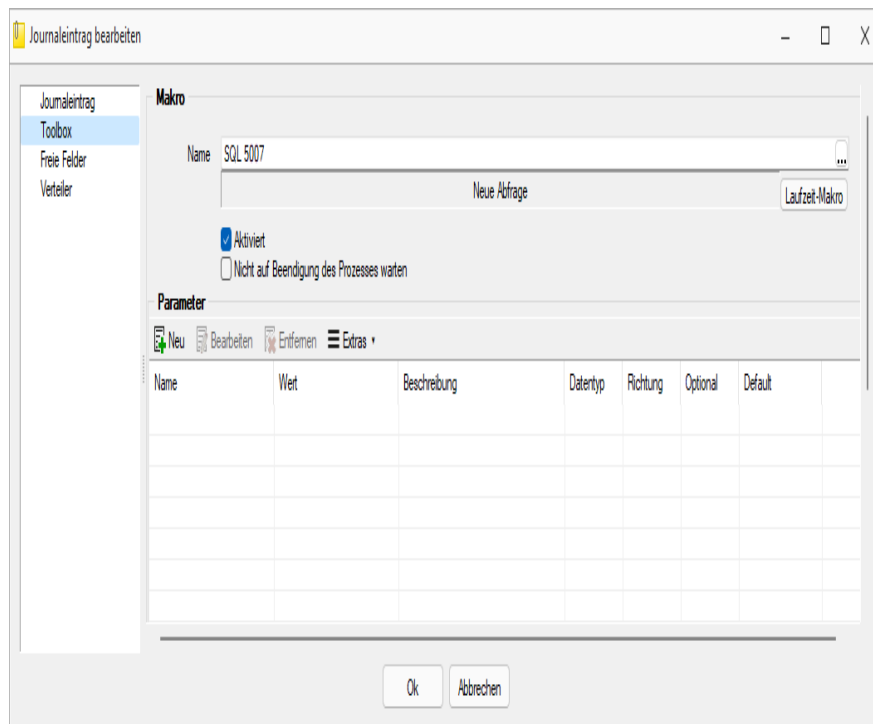 Journaleintrag bearbeiten
Journaleintrag
Toolbox
Freie Felder
Verteiler
Makro
Name SQL 5007 ...
Neue Abfrage Laufzeit-Makro
Aktiviert
Nicht auf Beendigung des Prozesses warten
Parameter
Neu Bearbeiten Entfernen Extras
Name Wert Beschreibung Datentyp Richtung Optional Default
Ok Abbrechen